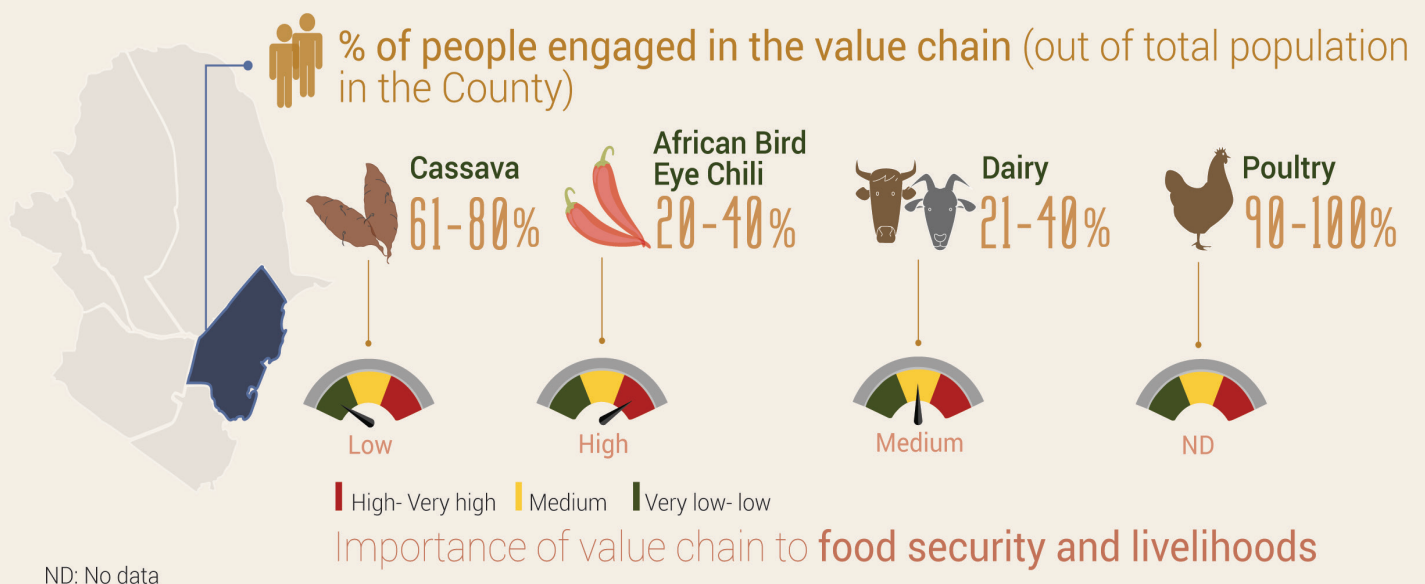 % of people engaged in the value chain (out of total population
in the County)
Cassava
61-80%
African Bird
Eye Chili
20-40%
Dairy
21-40%
Poultry
90-100%
Low
High
Medium
ND
High- Very high
Medium
Very low- low
Importance of value chain to food security and livelihoods
ND: No data